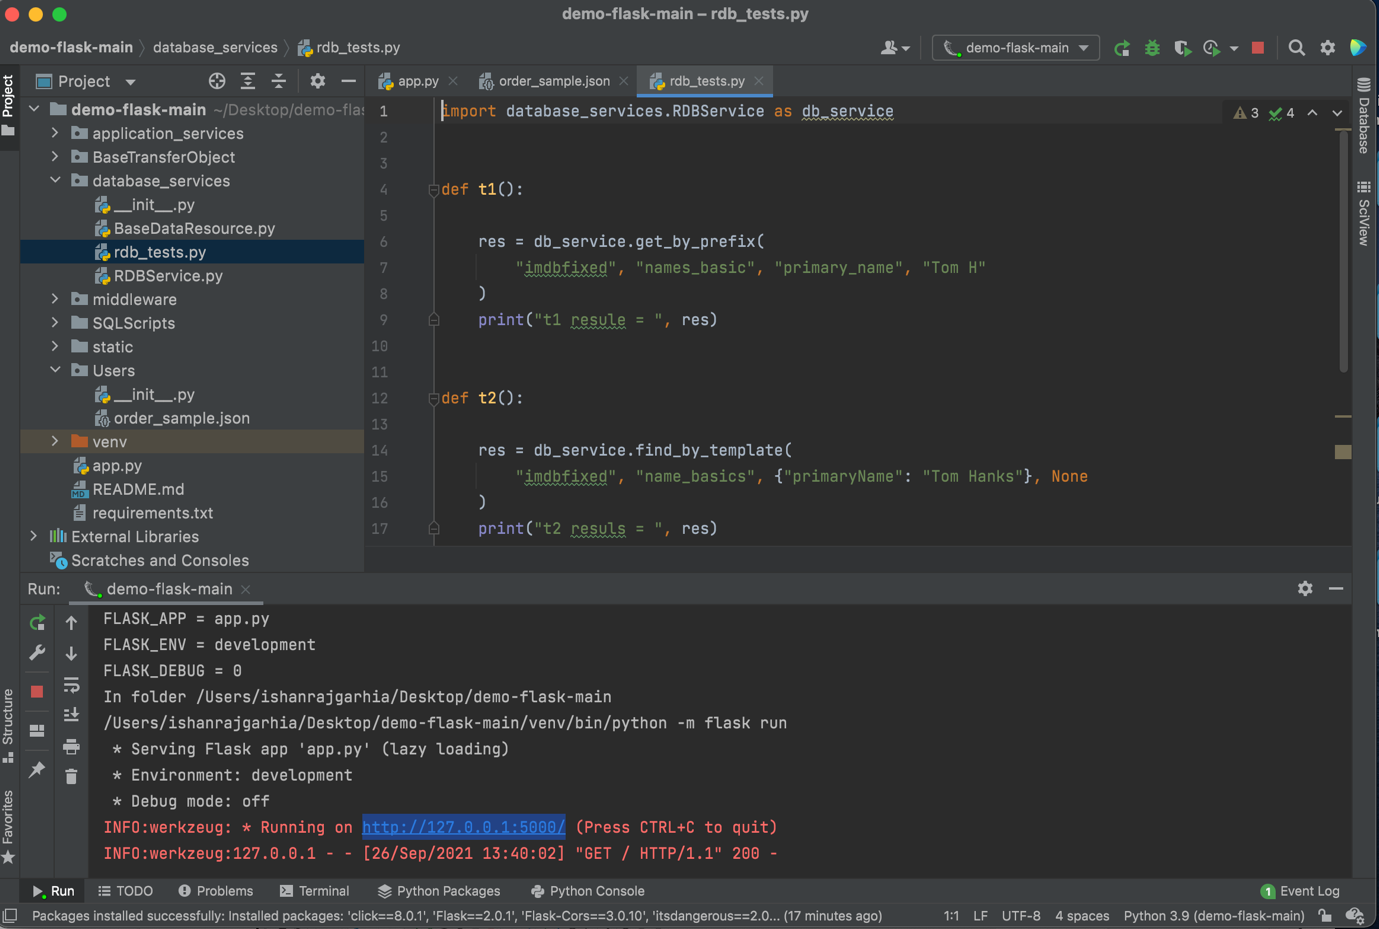 demo-flask-main – rdb_tests.py
demo-flask-main database_services rdb_tests.py
demo-flask-main
Project
app.py order_sample.json rdb_tests.py
Project
demo-flask-main ~/Desktop/demo-flas
application_services
BaseTransferObject
database_services
__init__.py
BaseDataResource.py
rdb_tests.py
RDBService.py
middleware
SQLScripts
static
Users
__init__.py
order_sample.json
venv
app.py
README.md
requirements.txt
External Libraries
Scratches and Consoles
1 import database_services.RDBService as db_service
3 4
2
3
4 def t1():
5
6 res = db_service.get_by_prefix(
7 "imdbfixed", "names_basic", "primary_name", "Tom H"
8 )
9 print("t1 resule = ", res)
10
11
12 def t2():
13
14 res = db_service.find_by_template(
15 "imdbfixed", "name_basics", {"primaryName": "Tom Hanks"}, None
16 )
17 print("t2 resuls = ", res)
Database
SciView
Run: demo-flask-main
FLASK_APP = app.py
FLASK_ENV = development
FLASK_DEBUG = 0
In folder /Users/ishanrajgarhia/Desktop/demo-flask-main
/Users/ishanrajgarhia/Desktop/demo-flask-main/venv/bin/python -m flask run
* Serving Flask app 'app.py' (lazy loading)
* Environment: development
* Debug mode: off
INFO:werkzeug: * Running on http://127.0.0.1:5000/ (Press CTRL+C to quit)
INFO:werkzeug:127.0.0.1 - - [26/Sep/2021 13:40:02] "GET / HTTP/1.1" 200 -
Structure
Favorites
Run TODO Problems Terminal Python Packages Python Console 1 Event Log
Packages installed successfully: Installed packages: 'click==8.0.1', 'Flask==2.0.1', 'Flask-Cors==3.0.10', 'itsdangerous==2.0... (17 minutes ago) 1:1 LF UTF-8 4 spaces Python 3.9 (demo-flask-main)